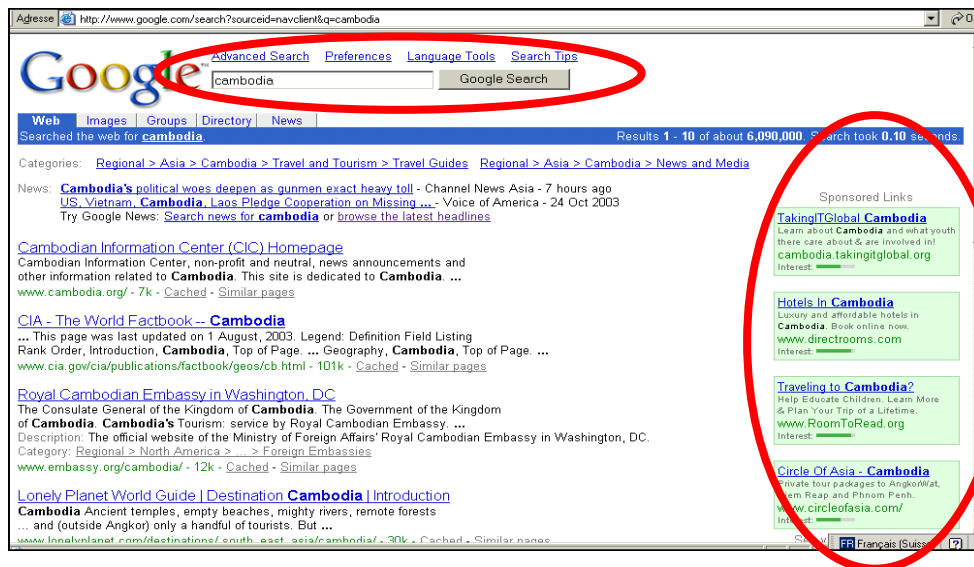 Adresse http://www.google.com/search?sourceid=navclient&q=cambodia
Google™
Advanced Search Preferences Language Tools Search Tips
cambodia Google Search
Web Images Groups Directory News
Searched the web for cambodia. Results 1 - 10 of about 6,090,000. Search took 0.10 seconds.
Categories: Regional > Asia > Cambodia > Travel and Tourism > Travel Guides Regional > Asia > Cambodia > News and Media
News: Cambodia's political woes deepen as gunmen exact heavy toll - Channel News Asia - 7 hours ago
US, Vietnam, Cambodia, Laos Pledge Cooperation on Missing ... - Voice of America - 24 Oct 2003
Try Google News: Search news for cambodia or browse the latest headlines
Cambodian Information Center (CIC) Homepage
Cambodian Information Center, non-profit and neutral, news announcements and
other information related to Cambodia. This site is dedicated to Cambodia. ...
www.cambodia.org/ - 7k - Cached - Similar pages
CIA - The World Factbook -- Cambodia
... This page was last updated on 1 August, 2003. Legend: Definition Field Listing
Rank Order, Introduction, Cambodia, Top of Page. ... Geography, Cambodia, Top of Page. ...
www.cia.gov/cia/publications/factbook/geos/cb.html - 101k - Cached - Similar pages
Royal Cambodian Embassy in Washington, DC
The Consulate General of the Kingdom of Cambodia. The Government of the Kingdom
of Cambodia. Cambodia's Tourism: service by Royal Cambodian Embassy. ...
Description: The official website of the Ministry of Foreign Affairs' Royal Cambodian Embassy in Washington, DC.
Category: Regional > North America > ... > Foreign Embassies
www.embassy.org/cambodia/ - 12k - Cached - Similar pages
Lonely Planet World Guide | Destination Cambodia | Introduction
Cambodia Ancient temples, empty beaches, mighty rivers, remote forests
... and (outside Angkor) only a handful of tourists. But ...
www.lonelyplanet.com/destinations/south_east_asia/cambodia/ - 30k - Cached - Similar pages
Sponsored Links
TakingITGlobal Cambodia
Learn about Cambodia and what youth
there care about & are involved in!
cambodia.takingitglobal.org
Interest:
Hotels In Cambodia
Luxury and affordable hotels in
Cambodia. Book online now.
www.directrooms.com
Interest:
Traveling to Cambodia?
Help Educate Children. Learn More
& Plan Your Trip of a Lifetime.
www.RoomToRead.org
Interest:
Circle Of Asia - Cambodia
Private tour packages to AngkorWat,
Siem Reap and Phnom Penh.
www.circleofasia.com/
Interest:
FR Français (Suisse